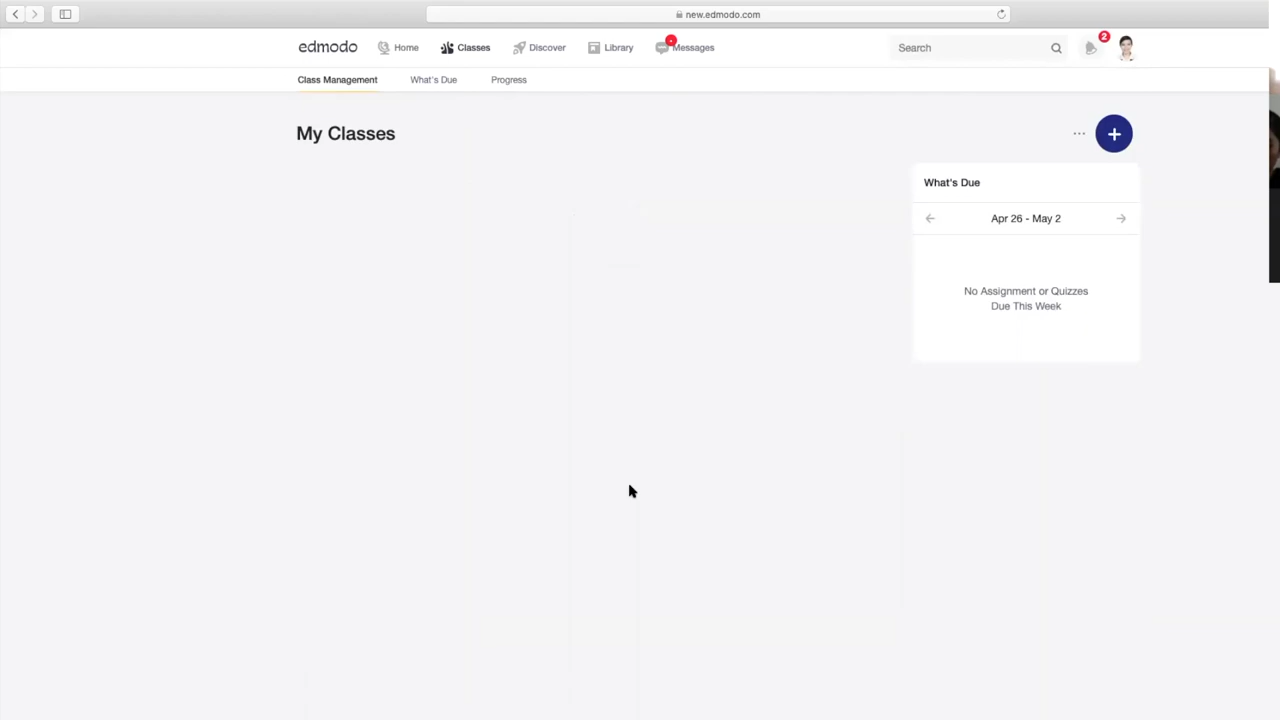 new.edmodo.com
edmodo Home Classes Discover Library Messages Search 2
Class Management What's Due Progress
My Classes
What's Due
Apr 26 - May 2
No Assignment or Quizzes
Due This Week